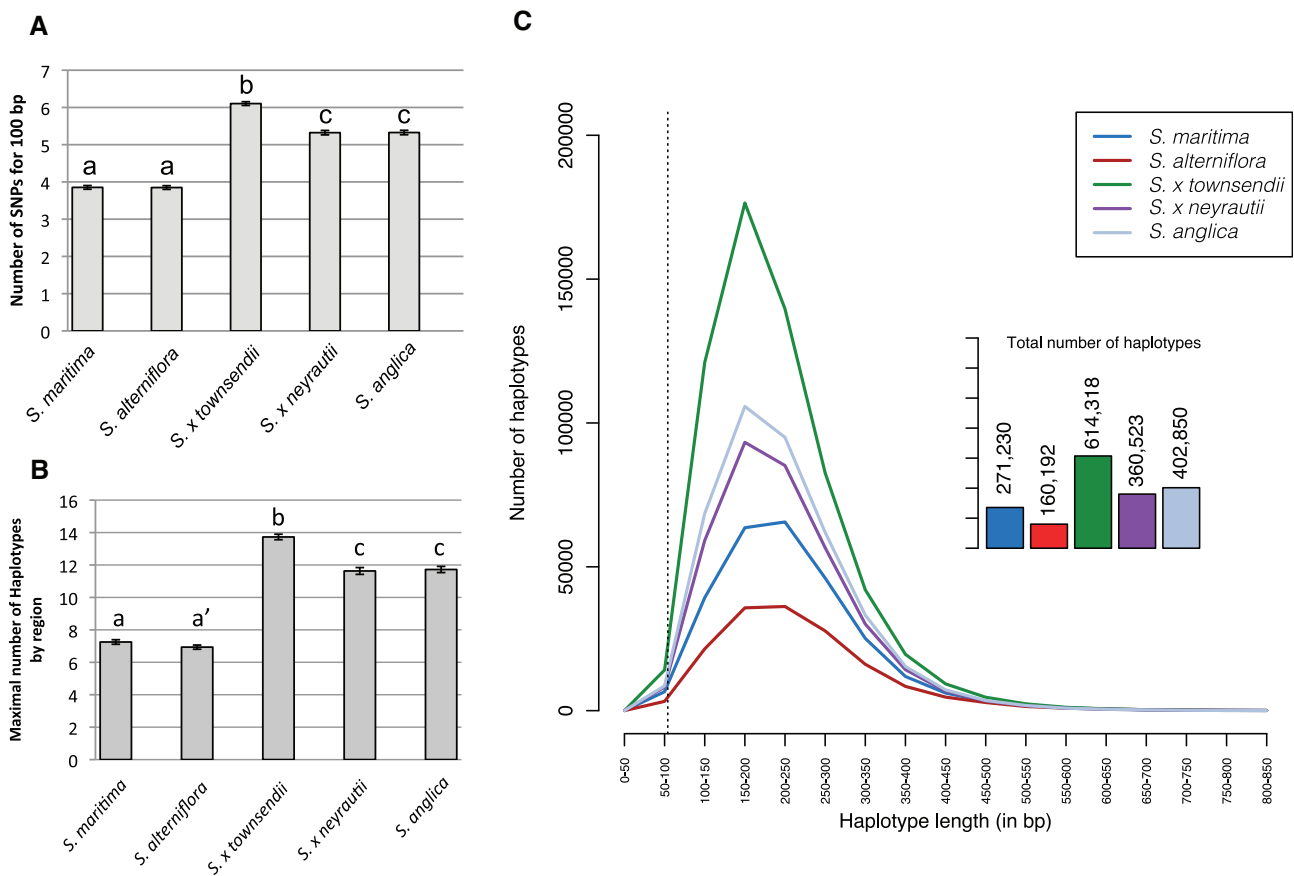 A
Number of SNPs for 100 bp
7
6
5
4
3
2
1
0
a
a
b
c
c
S. maritima
S. alterniflora
S. x townsendii
S. x neyrautii
S. anglica
B
Maximal number of Haplotypes
by region
16
14
12
10
8
6
4
2
0
a
a’
b
c
c
S. maritima
S. alterniflora
S. x townsendii
S. x neyrautii
S. anglica
C
Number of haplotypes
200000
150000
100000
50000
0
S. maritima
S. alterniflora
S. x townsendii
S. x neyrautii
S. anglica
Total number of haplotypes
271,230
160,192
614,318
360,523
402,850
0-50
50-100
100-150
150-200
200-250
250-300
300-350
350-400
400-450
450-500
500-550
550-600
600-650
650-700
700-750
750-800
800-850
Haplotype length (in bp)